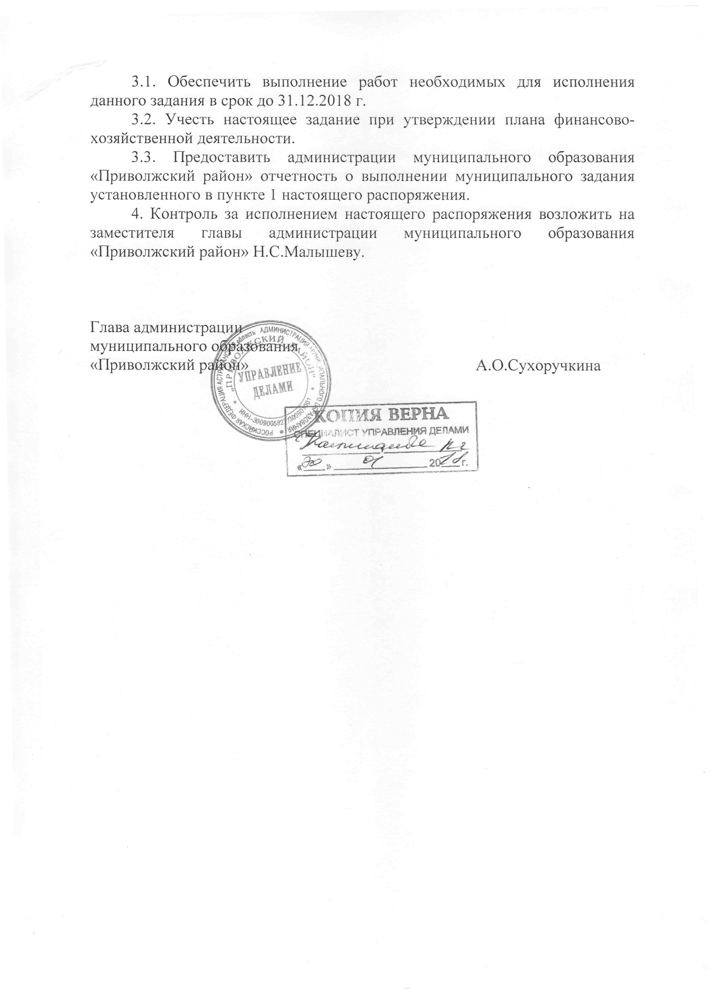 3.1. Обеспечить выполнение работ необходимых для исполнения
данного задания в срок до 31.12.2018 г.
3.2. Учесть настоящее задание при утверждении плана финансово-
хозяйственной деятельности.
3.3. Предоставить администрации муниципального образования
«Приволжский район» отчетность о выполнении муниципального задания
установленного в пункте 1 настоящего распоряжения.
4. Контроль за исполнением настоящего распоряжения возложить на
заместителя главы администрации муниципального образования
«Приволжский район» Н.С.Малышеву.
Глава администрации
муниципального образования
«Приволжский район» А.О.Сухоручкина
РОССИЙСКАЯ ФЕДЕРАЦИЯ АСТРАХАНСКАЯ область АДМИНИСТРАЦИЯ МУНИЦИПАЛЬНОГО ОБРАЗОВАНИЯ *
„ПРИВОЛЖСКИЙ РАЙОН“
* ИНН-3009005827/300901001 *
УПРАВЛЕНИЕ
ДЕЛАМИ
КОПИЯ ВЕРНА
СПЕЦИАЛИСТ УПРАВЛЕНИЯ ДЕЛАМИ
«30» 01 2018 г.